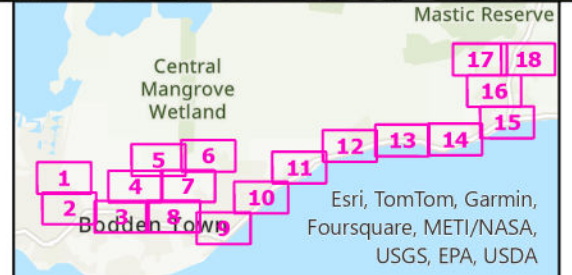 Mastic Reserve
Central
Mangrove
Wetland
17 18
16
15
12 13 14
5 6
11
1
4 7
10
2
3 8
Bodden Town
9
Esri, TomTom, Garmin,
Foursquare, METI/NASA,
USGS, EPA, USDA